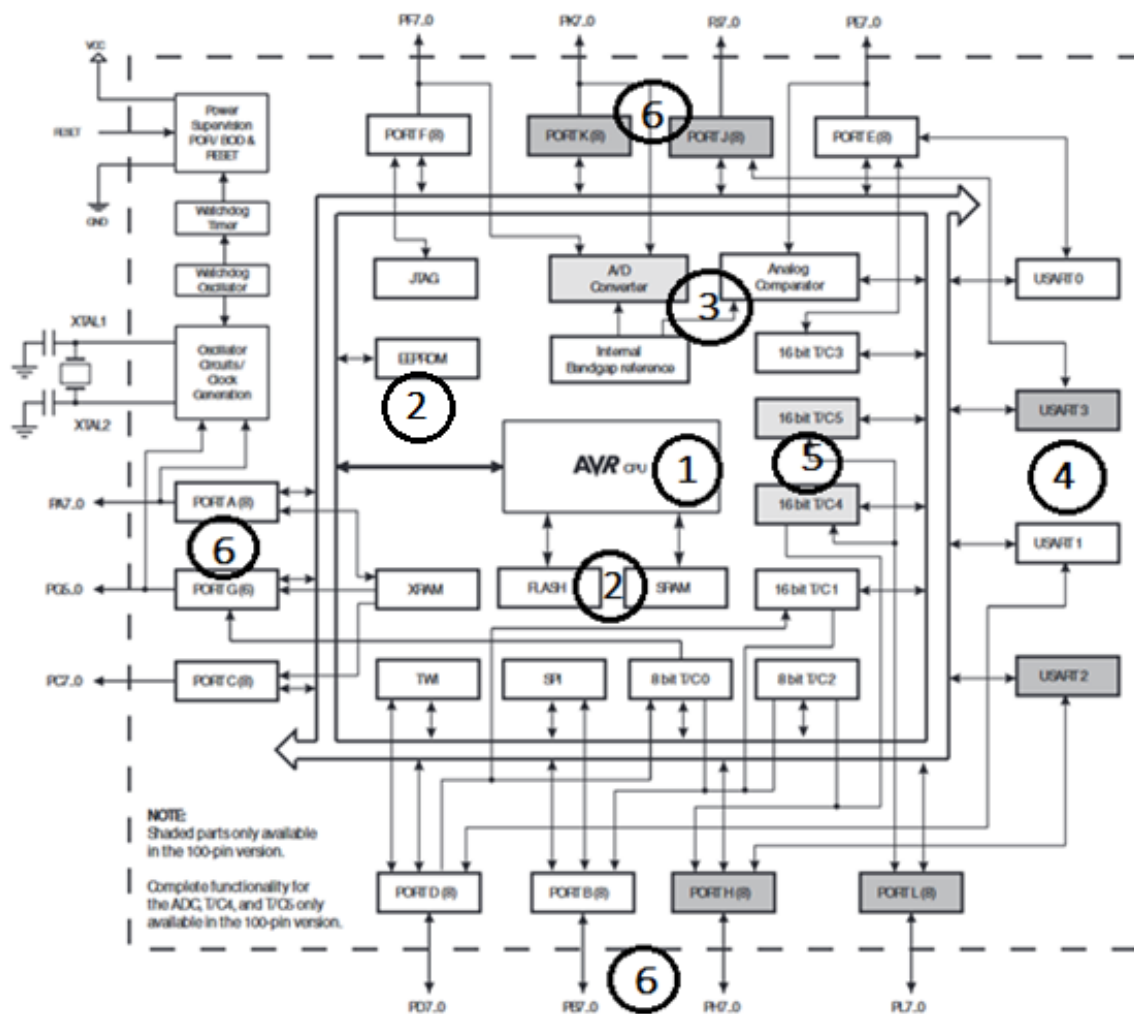 PF7..0
PK7..0
PJ7..0
PE7..0
VCC
RESET
GND
Power
Supervision
POR/ BOD &
RESET
PORT F (8)
PORT K (8)
6
PORT J (8)
PORT E (8)
Watchdog
Timer
Watchdog
Oscillator
JTAG
A/D
Converter
3
Analog
Comparator
USART 0
XTAL1
Oscillator
Circuits/
Clock
Generation
XTAL2
EEPROM
2
Internal
Bandgap reference
16 bit T/C3
16 bit T/C5
5
16 bit T/C4
USART 3
4
USART 1
AVR CPU
1
PA7..0
PORT A (8)
6
PG5..0
PORT G (6)
XRAM
FLASH
2
SRAM
16 bit T/C1
PC7..0
PORT C (8)
TWI
SPI
8 bit T/C0
8 bit T/C2
USART 2
NOTE:
Shaded parts only available
in the 100-pin version.
Complete functionality for
the ADC, T/C4, and T/C5 only
available in the 100-pin version.
PORT D (8)
PORT B (8)
PORT H (8)
PORT L (8)
6
PD7..0
PB7..0
PH7..0
PL7..0